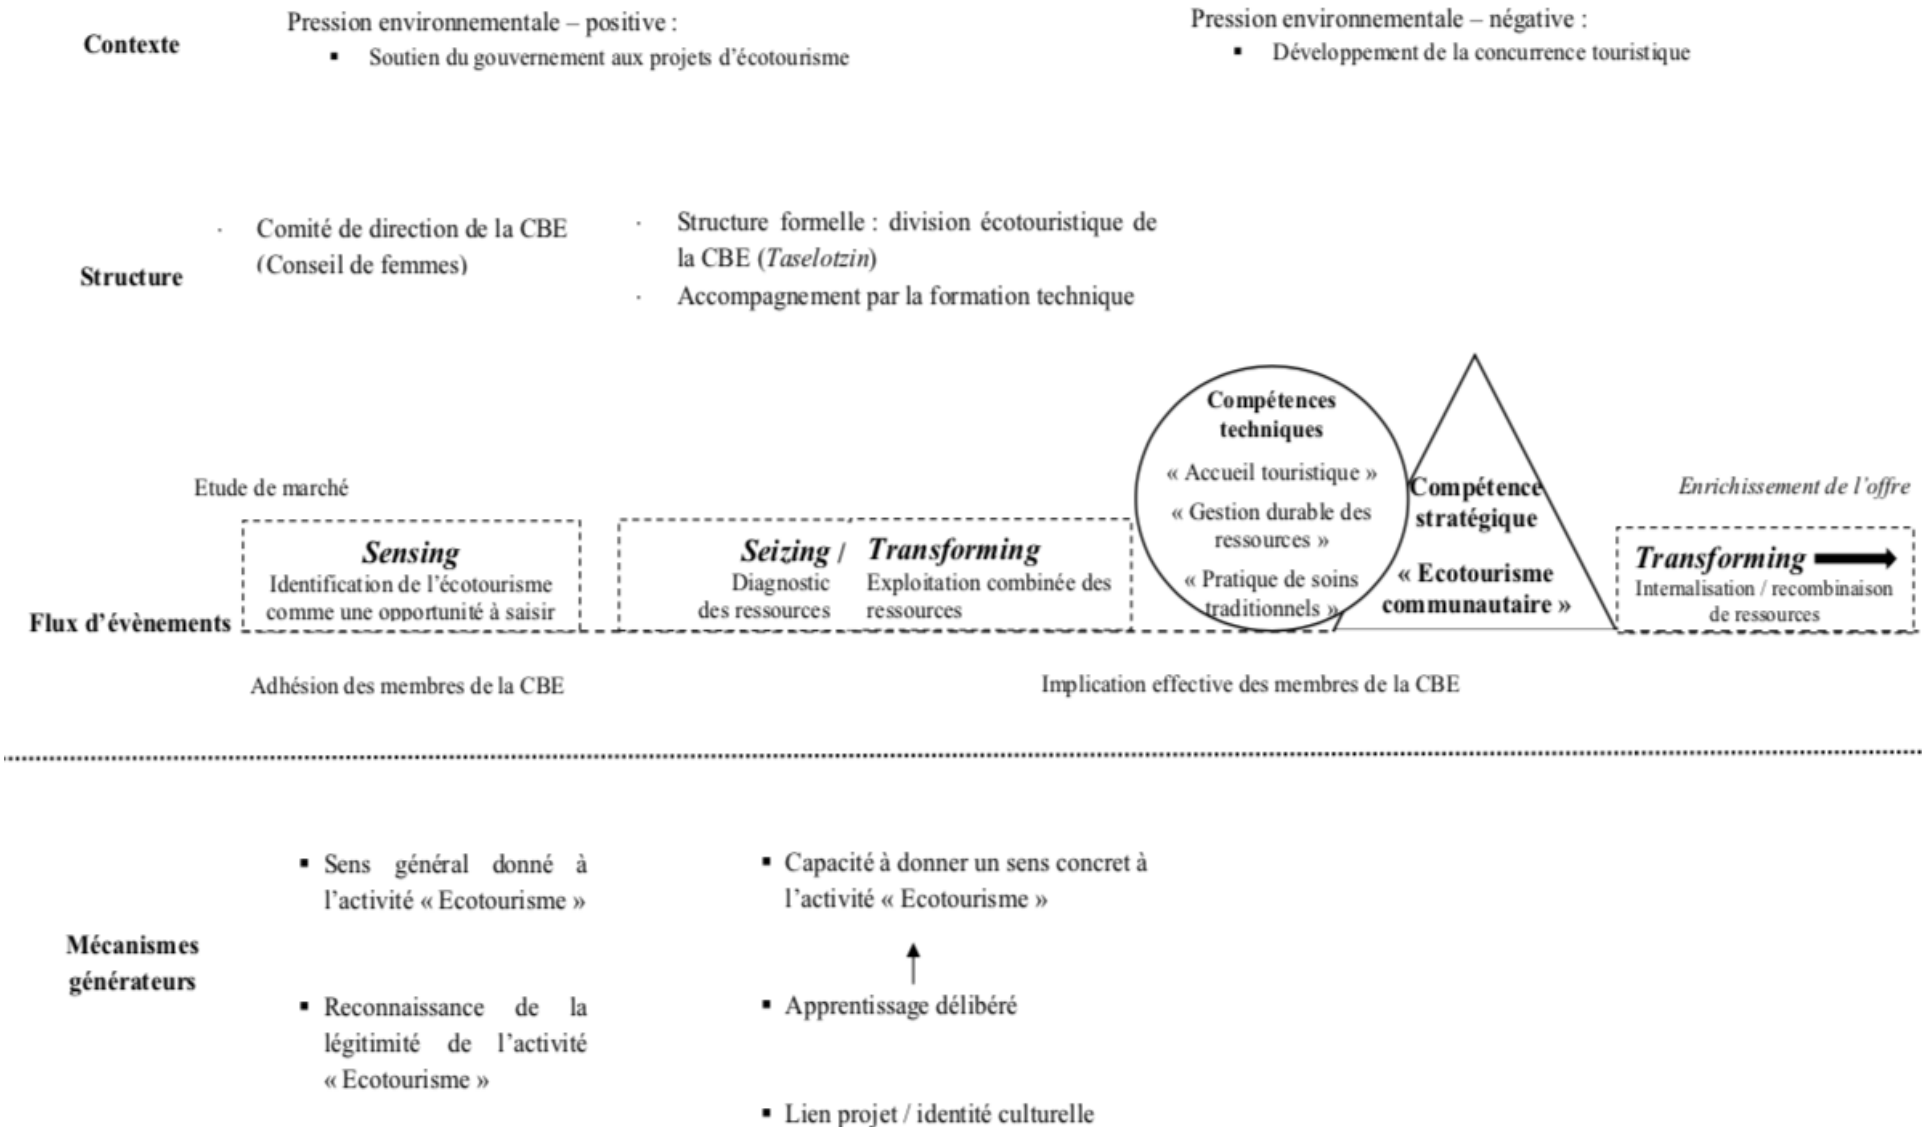 Contexte
Pression environnementale – positive :
▪ Soutien du gouvernement aux projets d'écotourisme
Pression environnementale – négative :
▪ Développement de la concurrence touristique
Structure
· Comité de direction de la CBE
(Conseil de femmes)
· Structure formelle : division écotouristique de
la CBE (Taselotzin)
· Accompagnement par la formation technique
Flux d'évènements
Etude de marché
Sensing
Identification de l'écotourisme
comme une opportunité à saisir
Adhésion des membres de la CBE
Seizing / Transforming
Diagnostic
des ressources
Exploitation combinée des
ressources
Compétences
techniques
« Accueil touristique »
« Gestion durable des
ressources »
« Pratique de soins
traditionnels »
Compétence
stratégique
« Ecotourisme
communautaire »
Enrichissement de l'offre
Transforming
Internalisation / recombinaison
de ressources
Implication effective des membres de la CBE
Mécanismes
générateurs
▪ Sens général donné à
l'activité « Ecotourisme »
▪ Reconnaissance de la
légitimité de l'activité
« Ecotourisme »
▪ Capacité à donner un sens concret à
l'activité « Ecotourisme »
▪ Apprentissage délibéré
▪ Lien projet / identité culturelle